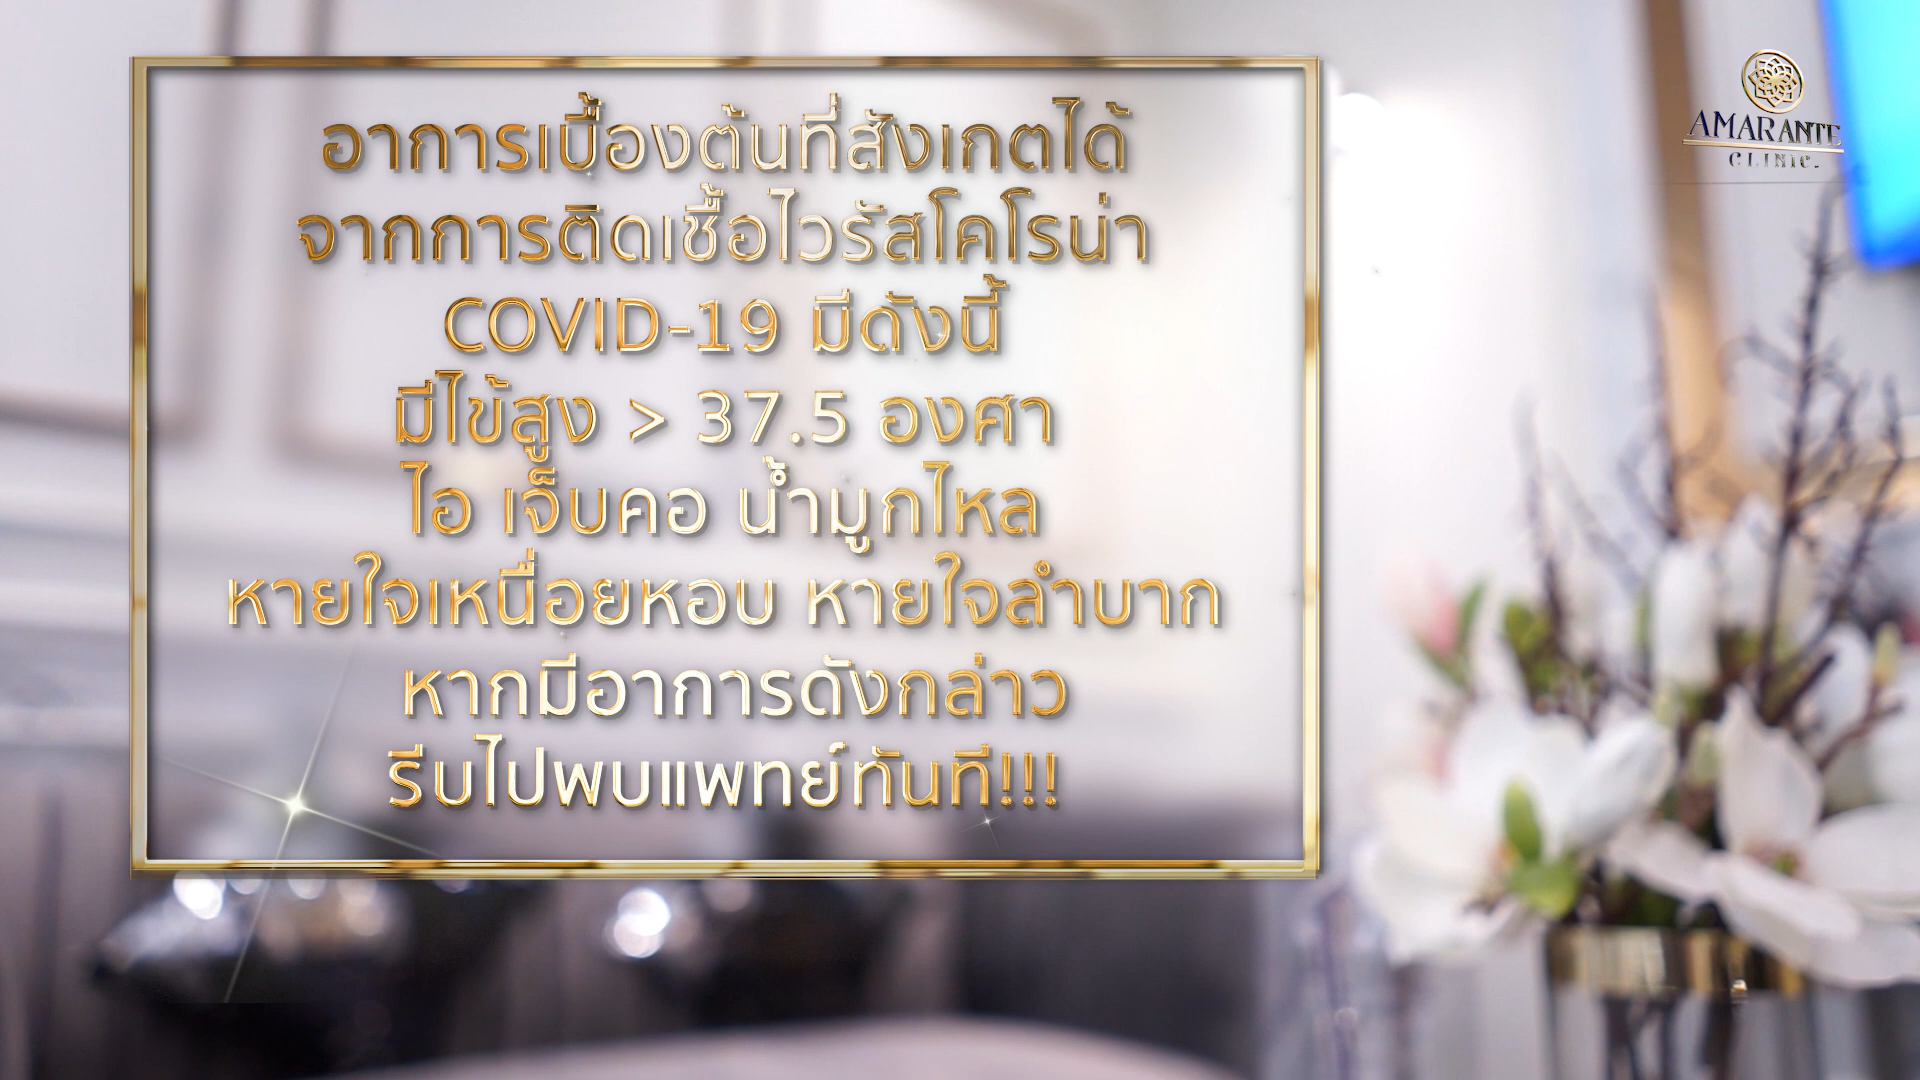 อาการเบื้องต้นที่สังเกตได้
จากการติดเชื้อไวรัสโคโรน่า
COVID-19 มีดังนี้
มีไข้สูง > 37.5 องศา
ไอ เจ็บคอ น้ำมูกไหล
หายใจเหนื่อยหอบ หายใจลำบาก
หากมีอาการดังกล่าว
รีบไปพบแพทย์ทันที!!!
AMARANTE
CLINIC.